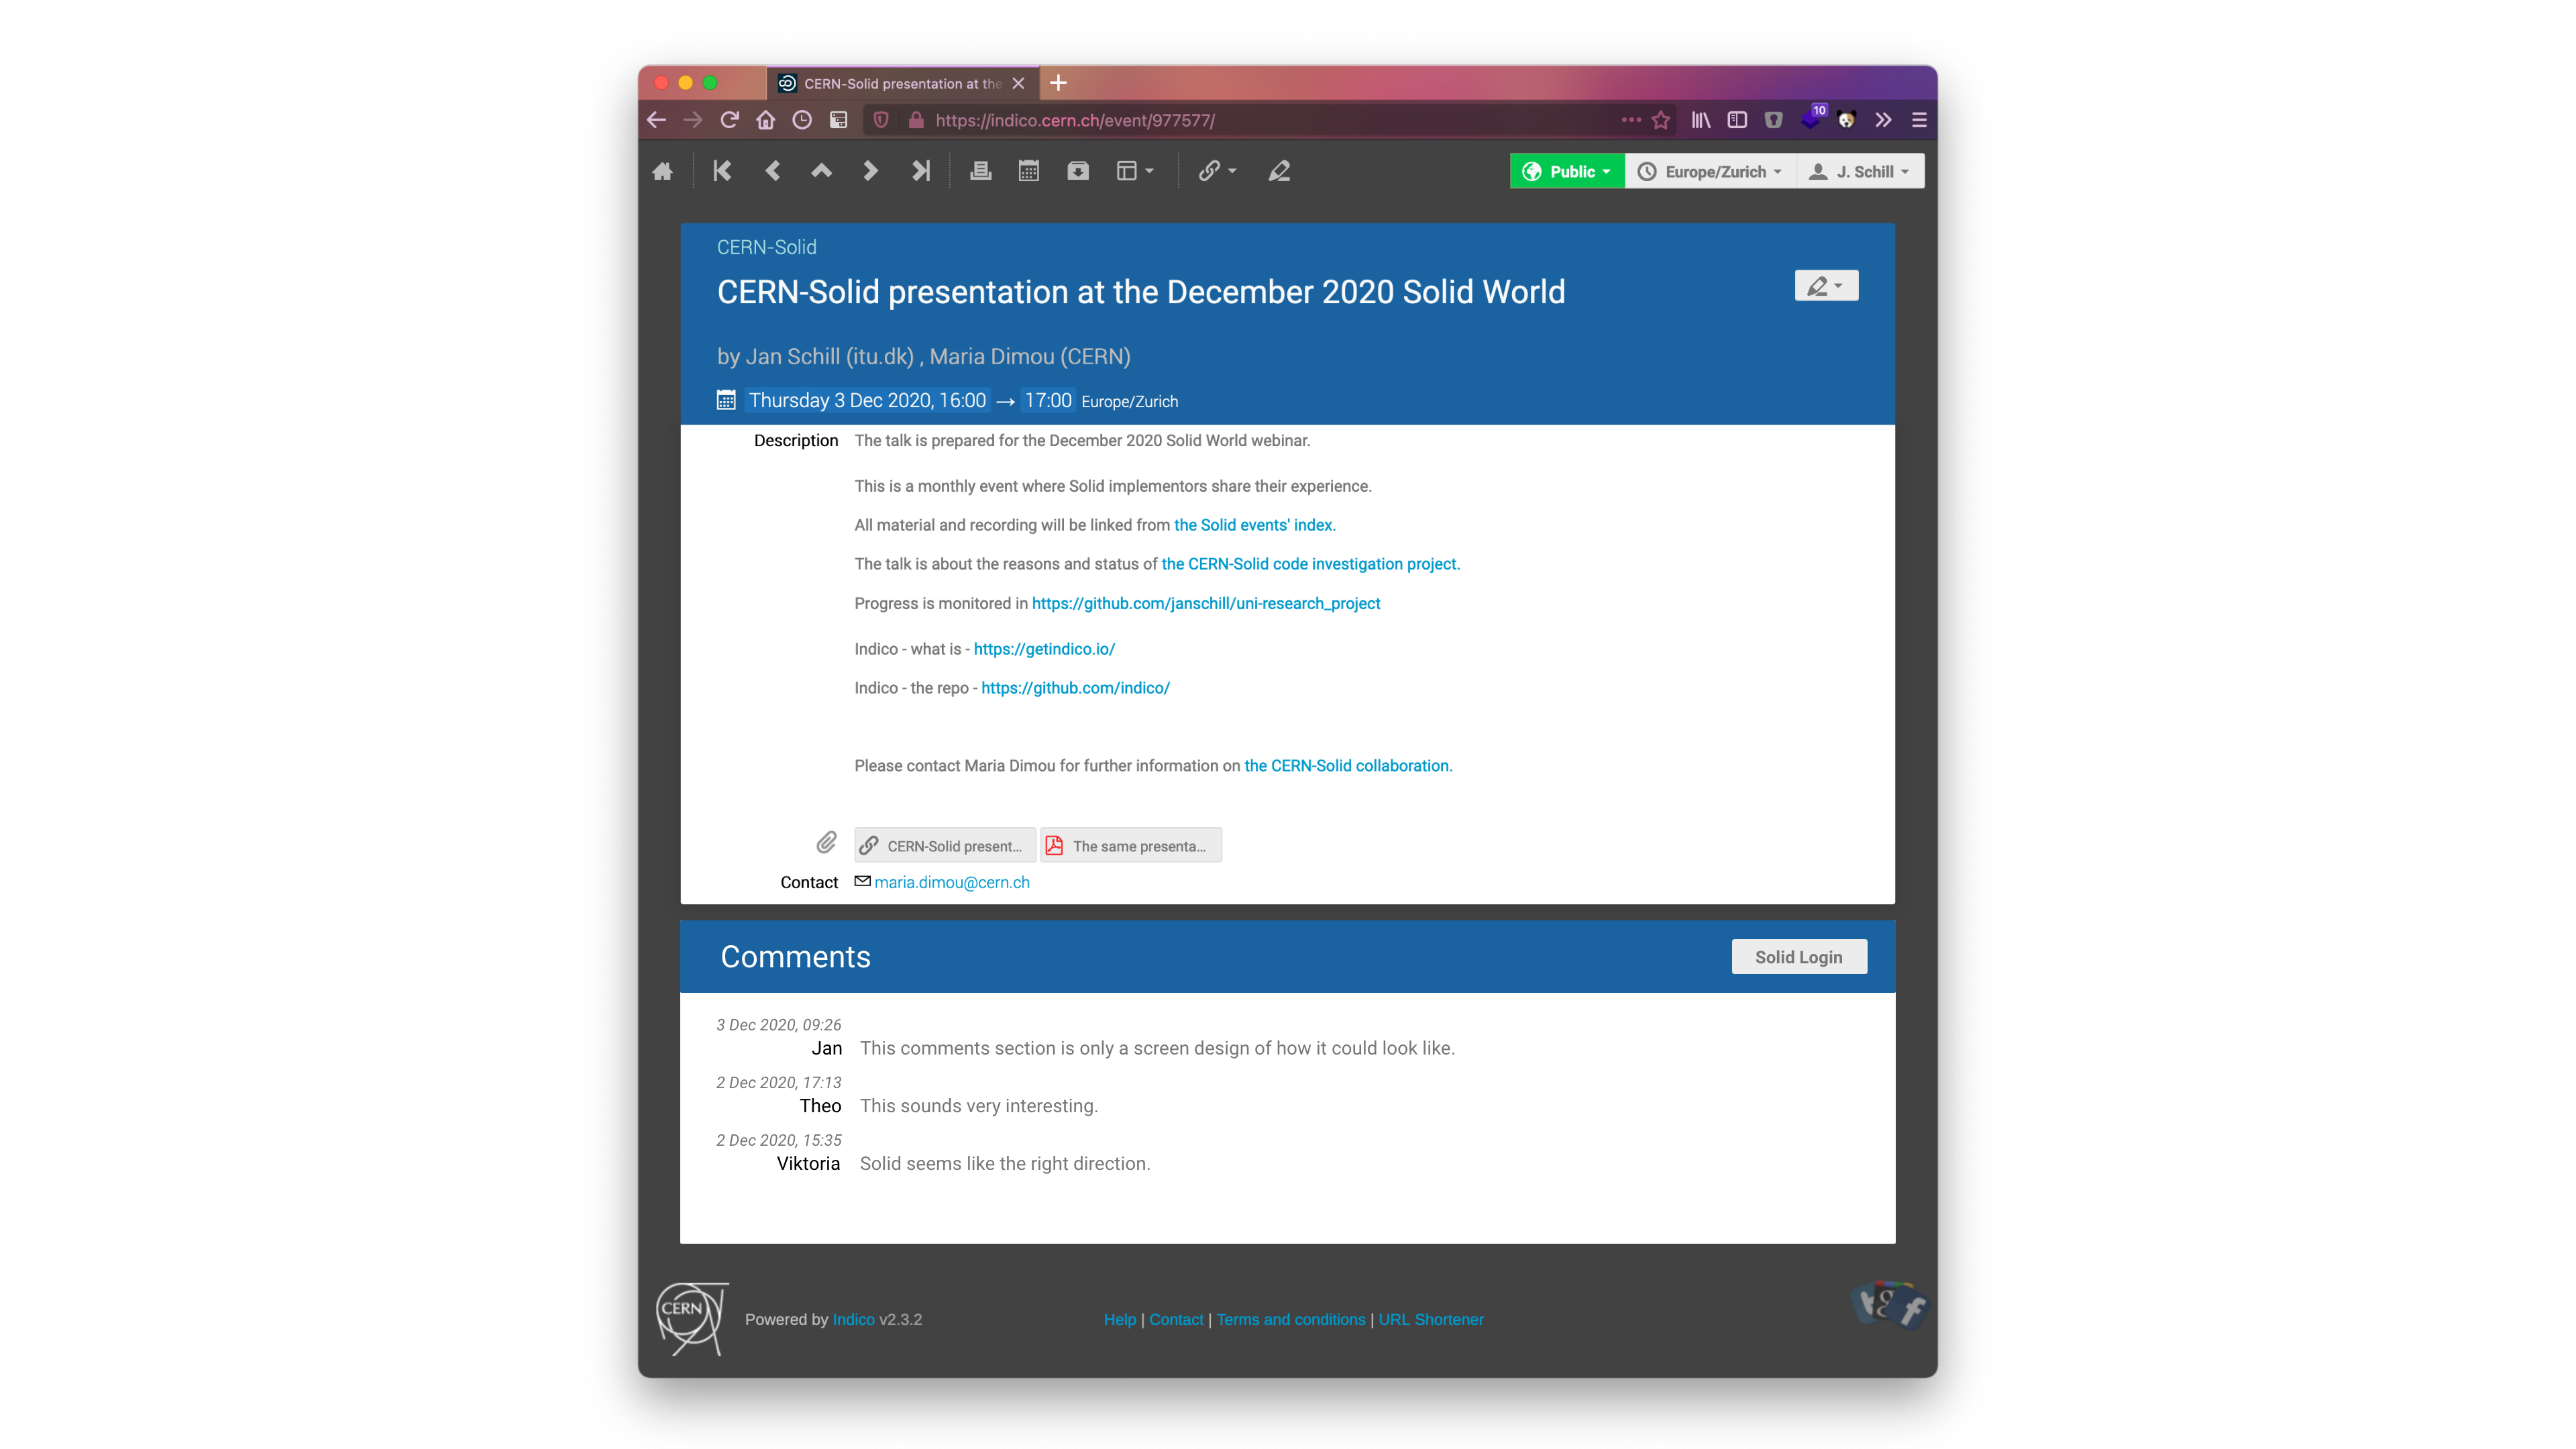 CERN-Solid presentation at the
https://indico.cern.ch/event/977577/
10
Public
Europe/Zurich
J. Schill
CERN-Solid
CERN-Solid presentation at the December 2020 Solid World
by Jan Schill (itu.dk) , Maria Dimou (CERN)
Thursday 3 Dec 2020, 16:00 → 17:00 Europe/Zurich
Description The talk is prepared for the December 2020 Solid World webinar.
This is a monthly event where Solid implementors share their experience.
All material and recording will be linked from the Solid events' index.
The talk is about the reasons and status of the CERN-Solid code investigation project.
Progress is monitored in https://github.com/janschill/uni-research_project
Indico - what is - https://getindico.io/
Indico - the repo - https://github.com/indico/
Please contact Maria Dimou for further information on the CERN-Solid collaboration.
CERN-Solid present... The same presenta...
Contact maria.dimou@cern.ch
Comments
Solid Login
3 Dec 2020, 09:26
Jan This comments section is only a screen design of how it could look like.
2 Dec 2020, 17:13
Theo This sounds very interesting.
2 Dec 2020, 15:35
Viktoria Solid seems like the right direction.
CERN
Powered by Indico v2.3.2
Help | Contact | Terms and conditions | URL Shortener